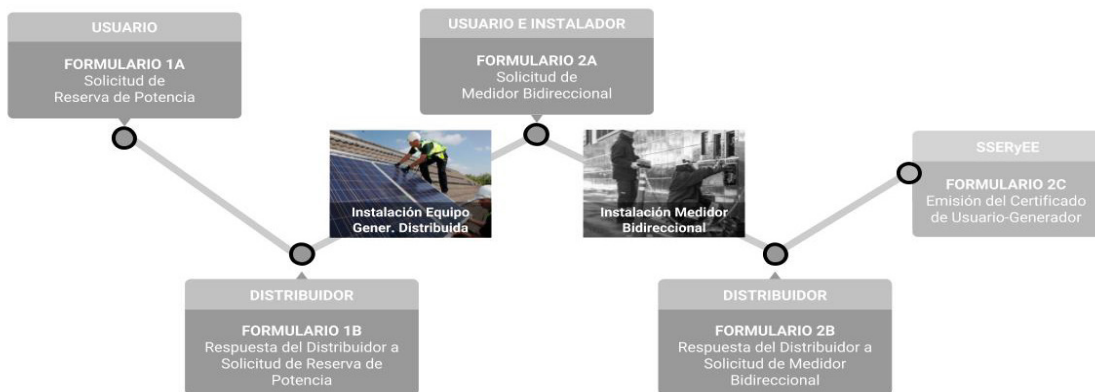 USUARIO
FORMULARIO 1A
Solicitud de
Reserva de Potencia
USUARIO E INSTALADOR
FORMULARIO 2A
Solicitud de
Medidor Bidireccional
Instalación Equipo
Gener. Distribuida
Instalación Medidor
Bidireccional
SSERyEE
FORMULARIO 2C
Emisión del Certificado
de Usuario-Generador
DISTRIBUIDOR
FORMULARIO 1B
Respuesta del Distribuidor a
Solicitud de Reserva de
Potencia
DISTRIBUIDOR
FORMULARIO 2B
Respuesta del Distribuidor a
Solicitud de Medidor
Bidireccional